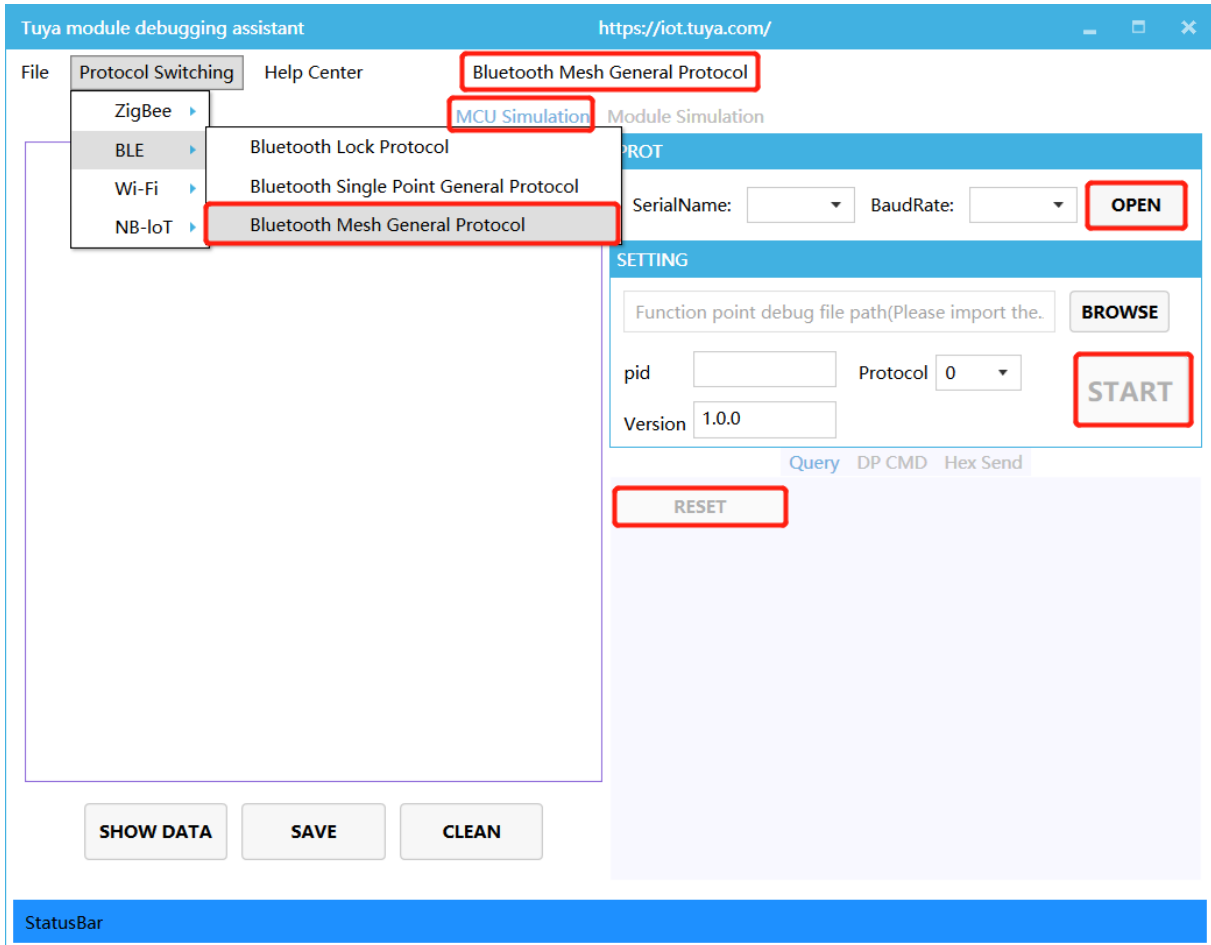 Tuya module debugging assistant https://iot.tuya.com/
File Protocol Switching Help Center Bluetooth Mesh General Protocol
MCU Simulation Module Simulation
ZigBee
BLE
Wi-Fi
NB-IoT
Bluetooth Lock Protocol
Bluetooth Single Point General Protocol
Bluetooth Mesh General Protocol
PROT
SerialName: BaudRate: OPEN
SETTING
Function point debug file path(Please import the.. BROWSE
pid Protocol 0
START
Version 1.0.0
Query DP CMD Hex Send
RESET
SHOW DATA SAVE CLEAN
StatusBar